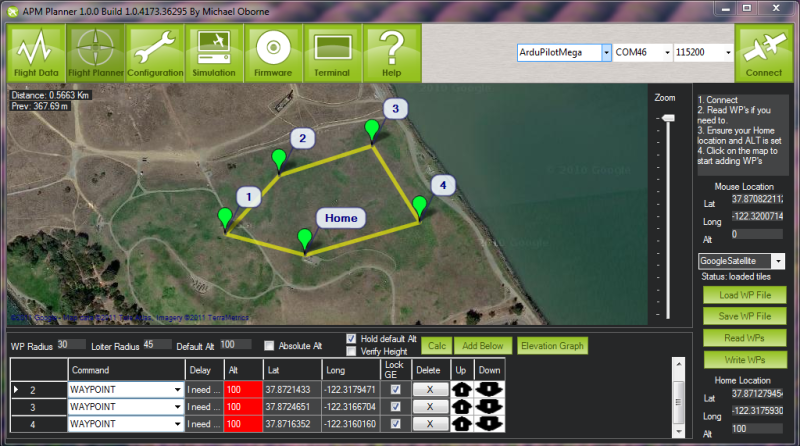 APM Planner 1.0.0 Build 1.0.4173.36295 By Michael Oborne
Flight Data
Flight Planner
Configuration
Simulation
Firmware
Terminal
Help
ArduPilotMega
COM46
115200
Connect
Distance: 0.5663 Km
Prev: 367.69 m
1
2
3
4
Home
Zoom
1. Connect
2. Read WP's if you
need to.
3. Ensure your Home
location and ALT is set
4. Click on the map to
start adding WP's
Mouse Location
Lat 37.870822112
Long -122.3200714
Alt 0
GoogleSatellite
Status: loaded tiles
Load WP File
Save WP File
Read WPs
Write WPs
Home Location
Lat 37.871279454
Long -122.3175930
Alt 100
WP Radius 30 Loiter Radius 45 Default Alt 100 Absolute Alt
Hold default Alt
Verify Height
Calc
Add Below
Elevation Graph
Command Delay Alt Lat Long Lock GE Delete Up Down
2 WAYPOINT I need ... 100 37.8721433 -122.3179471 X
3 WAYPOINT I need ... 100 37.8724651 -122.3166704 X
4 WAYPOINT I need ... 100 37.8716352 -122.3160160 X